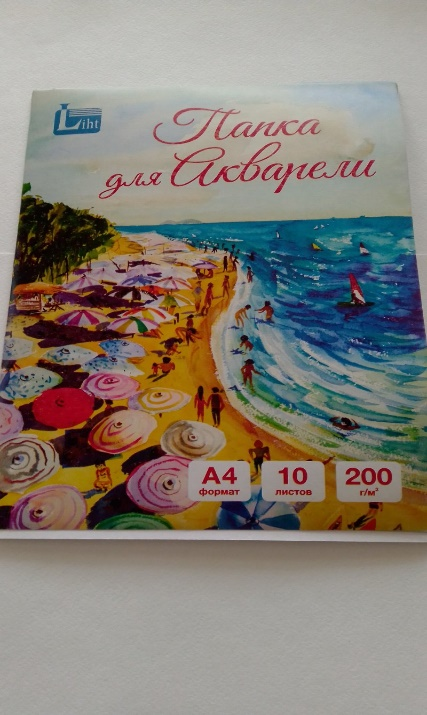 Liht
Папка
для Акварели
А4
формат
10
листов
200
г/м²